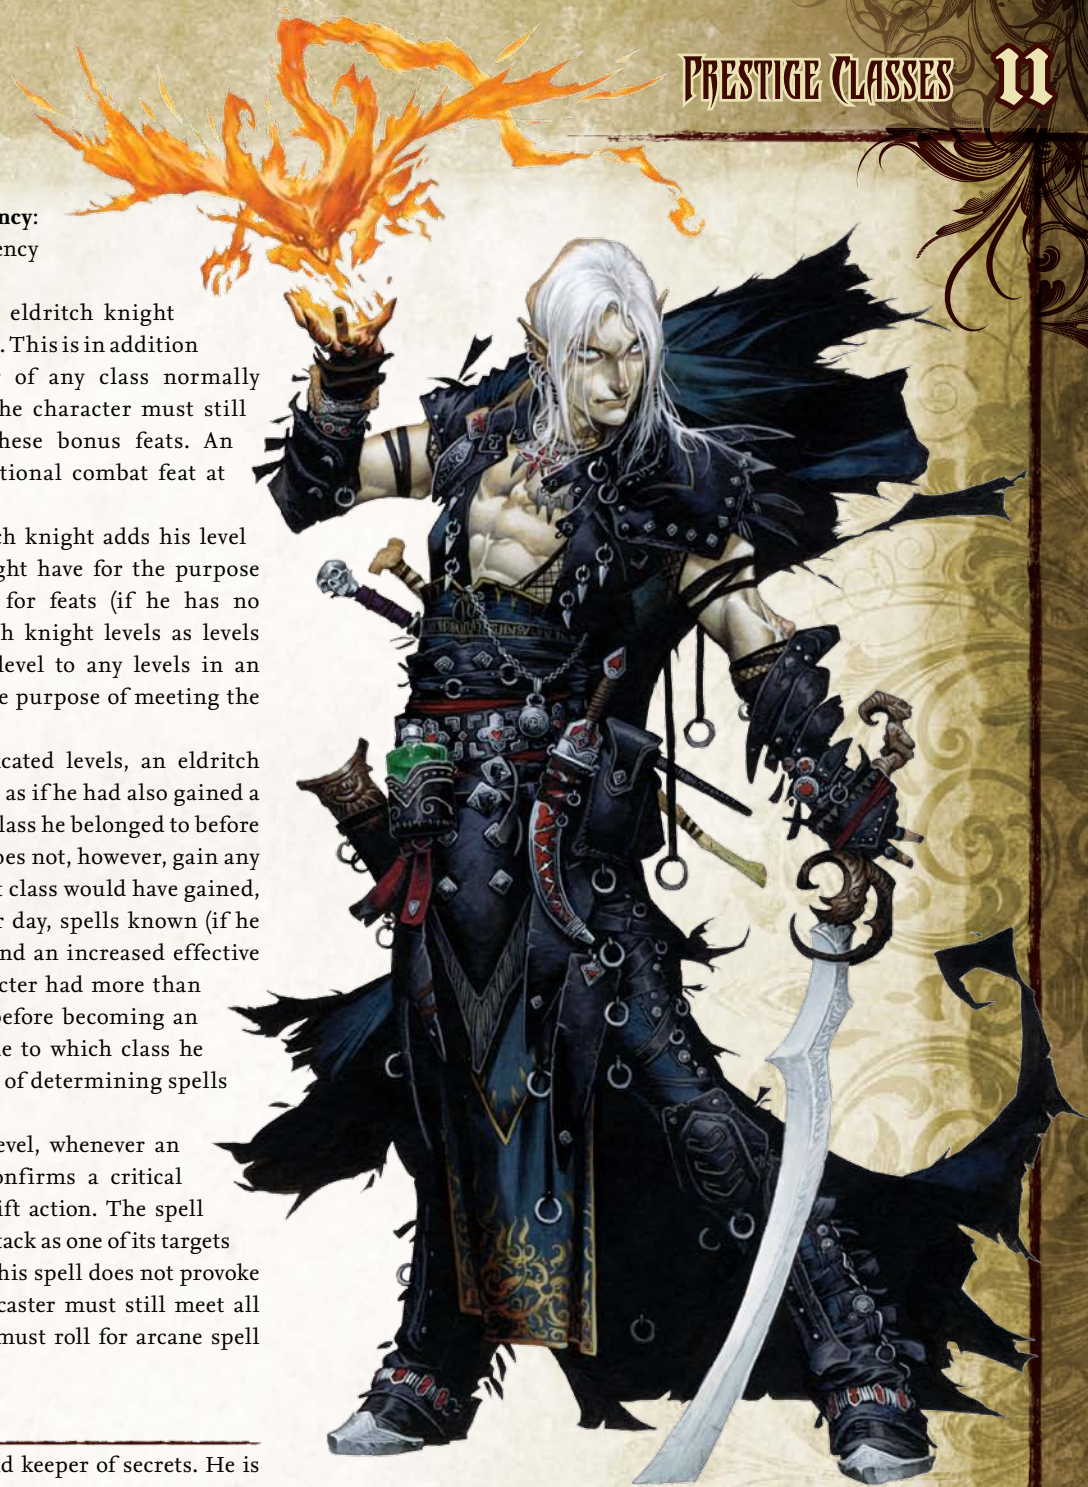 Prestige Classes 11
ncy:
ency
eldritch knight
. This is in addition
of any class normally
he character must still
hese bonus feats. An
tional combat feat at
ch knight adds his level
ght have for the purpose
for feats (if he has no
h knight levels as levels
level to any levels in an
e purpose of meeting the
cated levels, an eldritch
as if he had also gained a
lass he belonged to before
oes not, however, gain any
t class would have gained,
r day, spells known (if he
nd an increased effective
cter had more than
before becoming an
le to which class he
of determining spells
evel, whenever an
onfirms a critical
ift action. The spell
tack as one of its targets
his spell does not provoke
caster must still meet all
must roll for arcane spell
d keeper of secrets. He is